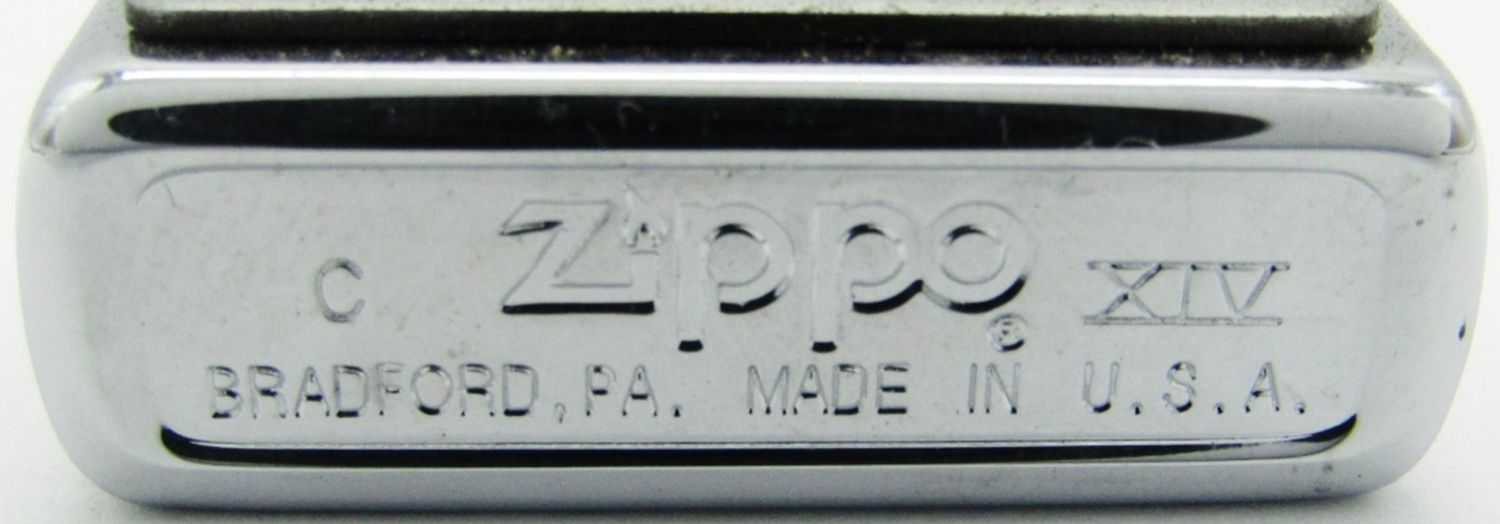 C Zippo ® XIV
BRADFORD, PA. MADE IN U.S.A.